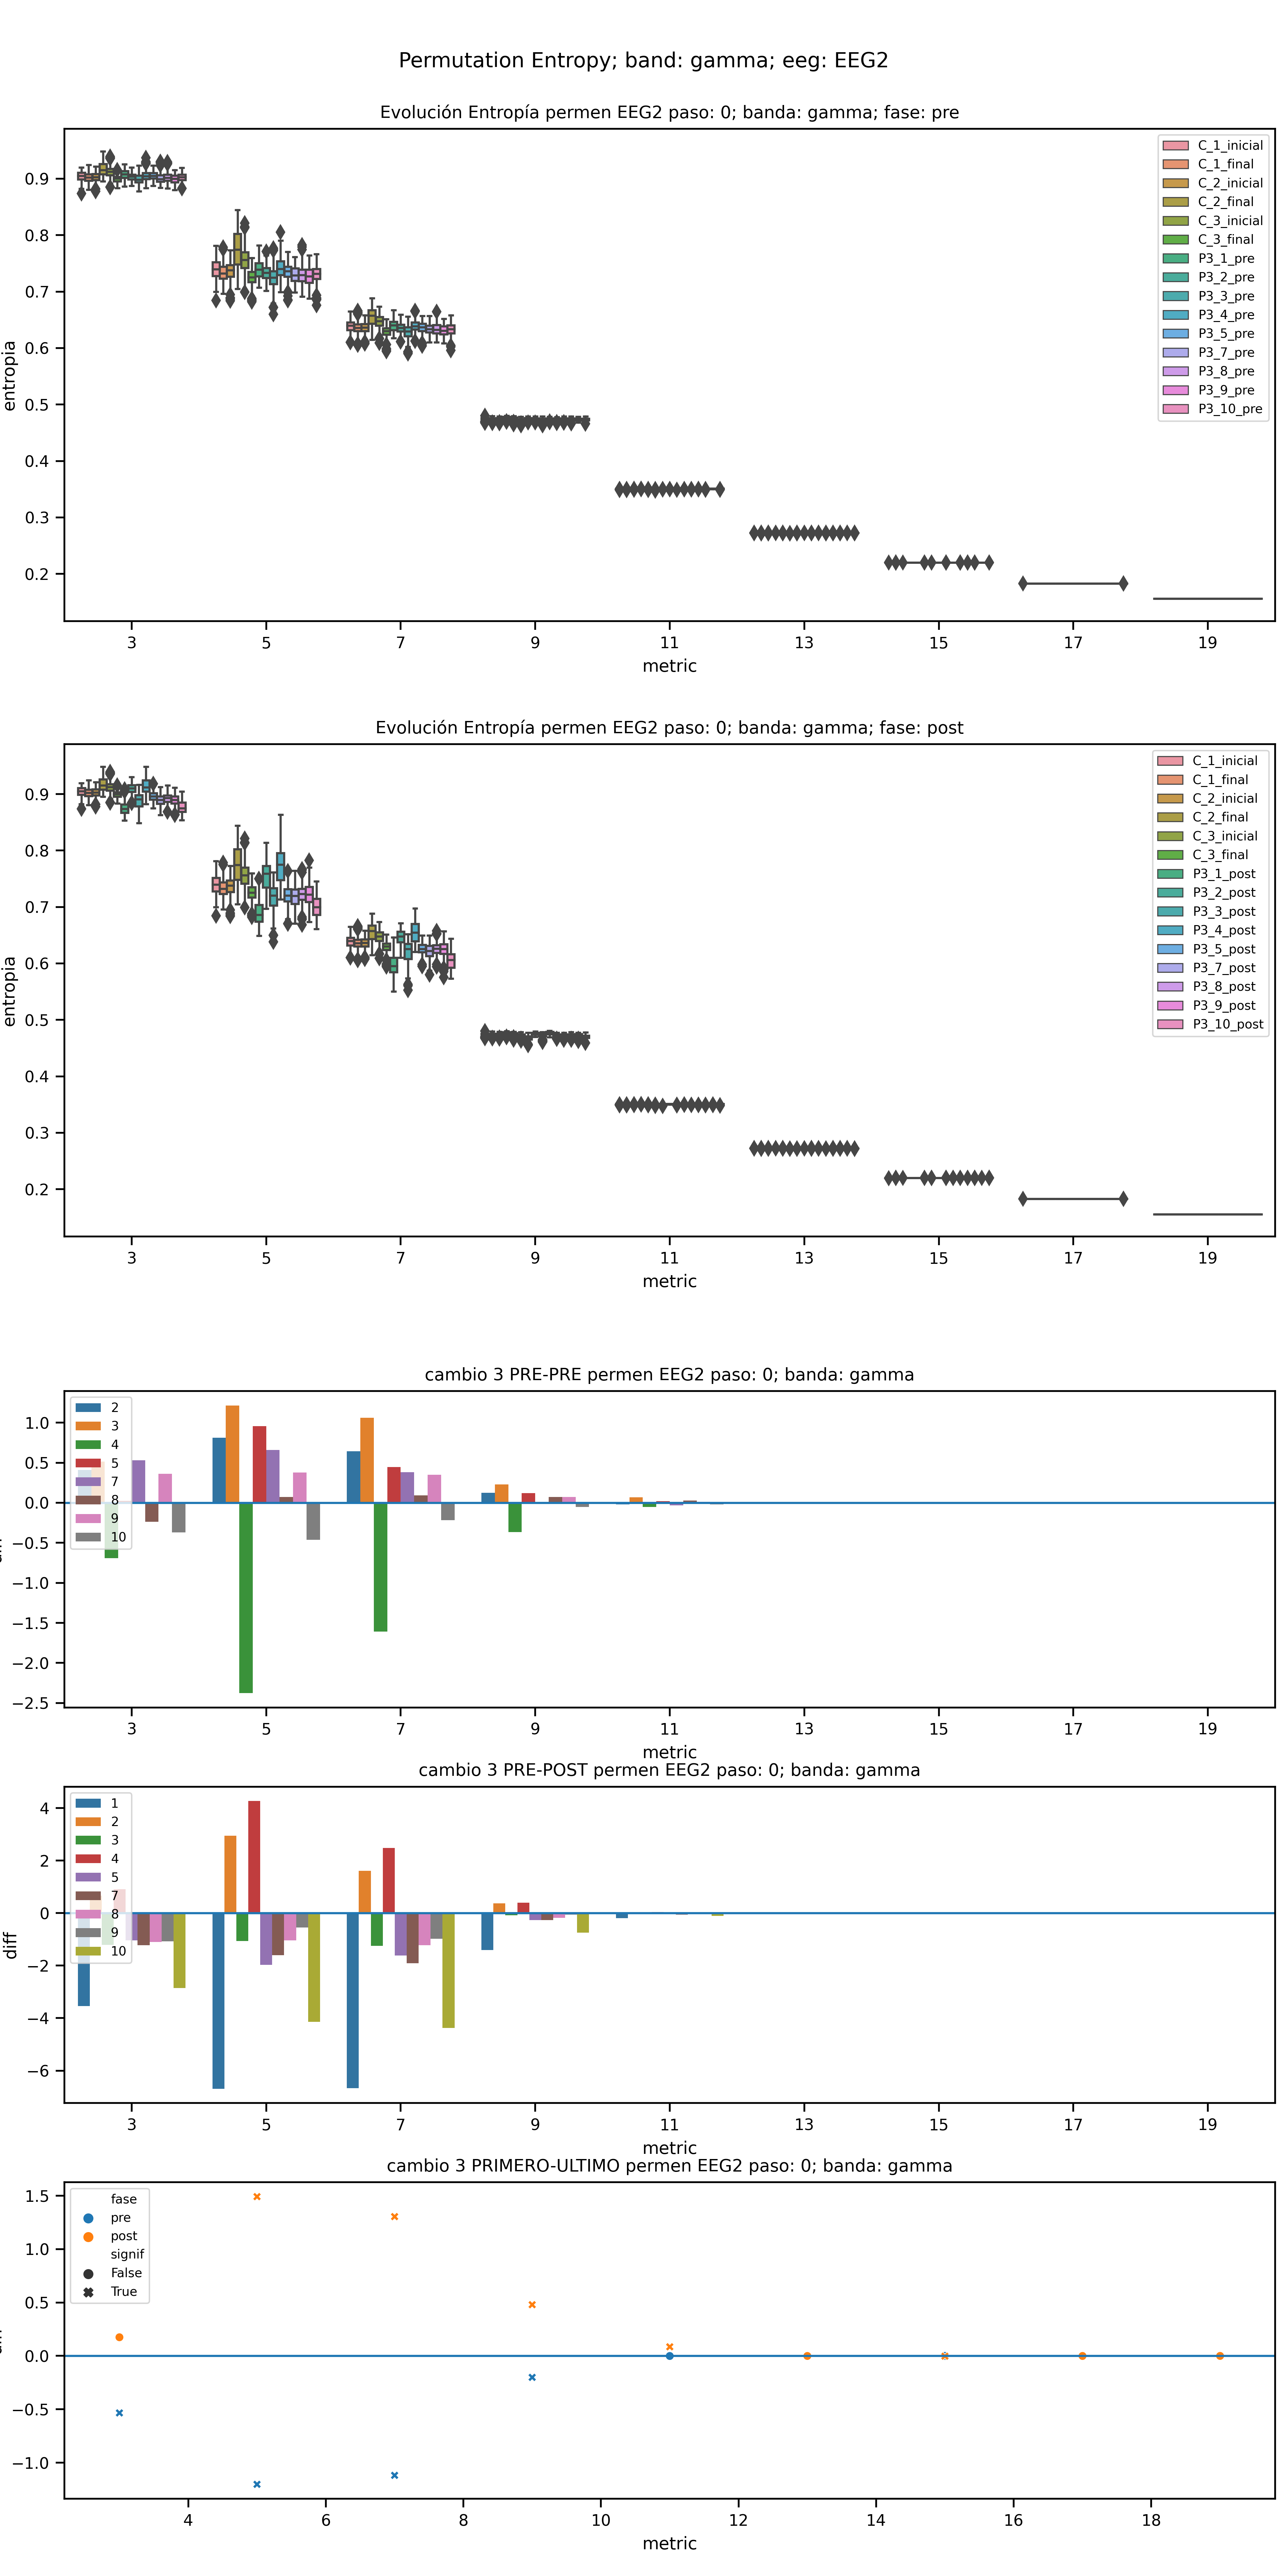 Permutation Entropy; band: gamma; eeg: EEG2
Evolución Entropía permen EEG2 paso: 0; banda: gamma; fase: pre
entropia
0.9
0.8
0.7
0.6
0.5
0.4
0.3
0.2
C_1_inicial
C_1_final
C_2_inicial
C_2_final
C_3_inicial
C_3_final
P3_1_pre
P3_2_pre
P3_3_pre
P3_4_pre
P3_5_pre
P3_7_pre
P3_8_pre
P3_9_pre
P3_10_pre
3 5 7 9 11 13 15 17 19
metric
Evolución Entropía permen EEG2 paso: 0; banda: gamma; fase: post
entropia
0.9
0.8
0.7
0.6
0.5
0.4
0.3
0.2
C_1_inicial
C_1_final
C_2_inicial
C_2_final
C_3_inicial
C_3_final
P3_1_post
P3_2_post
P3_3_post
P3_4_post
P3_5_post
P3_7_post
P3_8_post
P3_9_post
P3_10_post
3 5 7 9 11 13 15 17 19
metric
cambio 3 PRE-PRE permen EEG2 paso: 0; banda: gamma
1.0
0.5
0.0
−0.5
−1.0
−1.5
−2.0
−2.5
2
3
4
5
7
8
9
10
3 5 7 9 11 13 15 17 19
metric
cambio 3 PRE-POST permen EEG2 paso: 0; banda: gamma
diff
4
2
0
−2
−4
−6
1
2
3
4
5
7
8
9
10
3 5 7 9 11 13 15 17 19
metric
cambio 3 PRIMERO-ULTIMO permen EEG2 paso: 0; banda: gamma
1.5
1.0
0.5
0.0
−0.5
−1.0
fase
pre
post
signif
False
True
4 6 8 10 12 14 16 18
metric